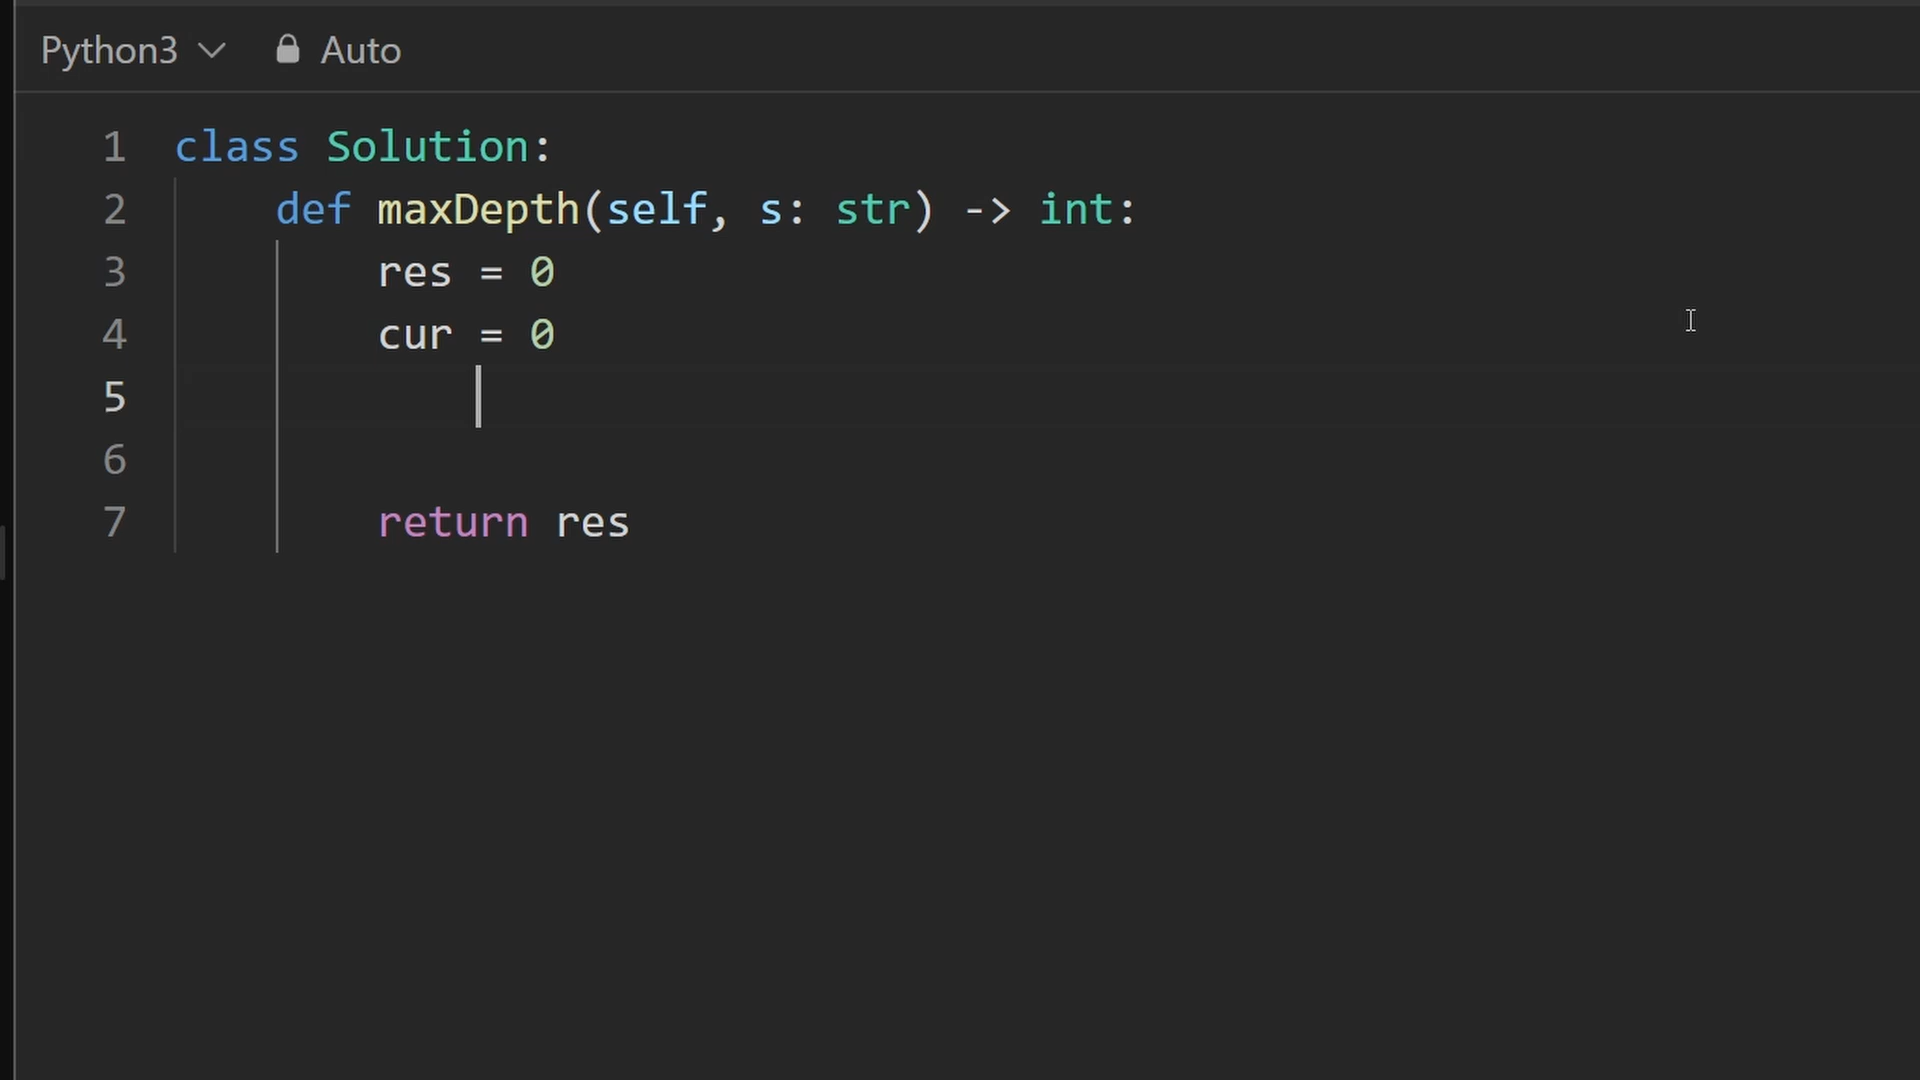 Python3 Auto
1 class Solution:
2     def maxDepth(self, s: str) -> int:
3         res = 0
4         cur = 0
5
6
7         return res